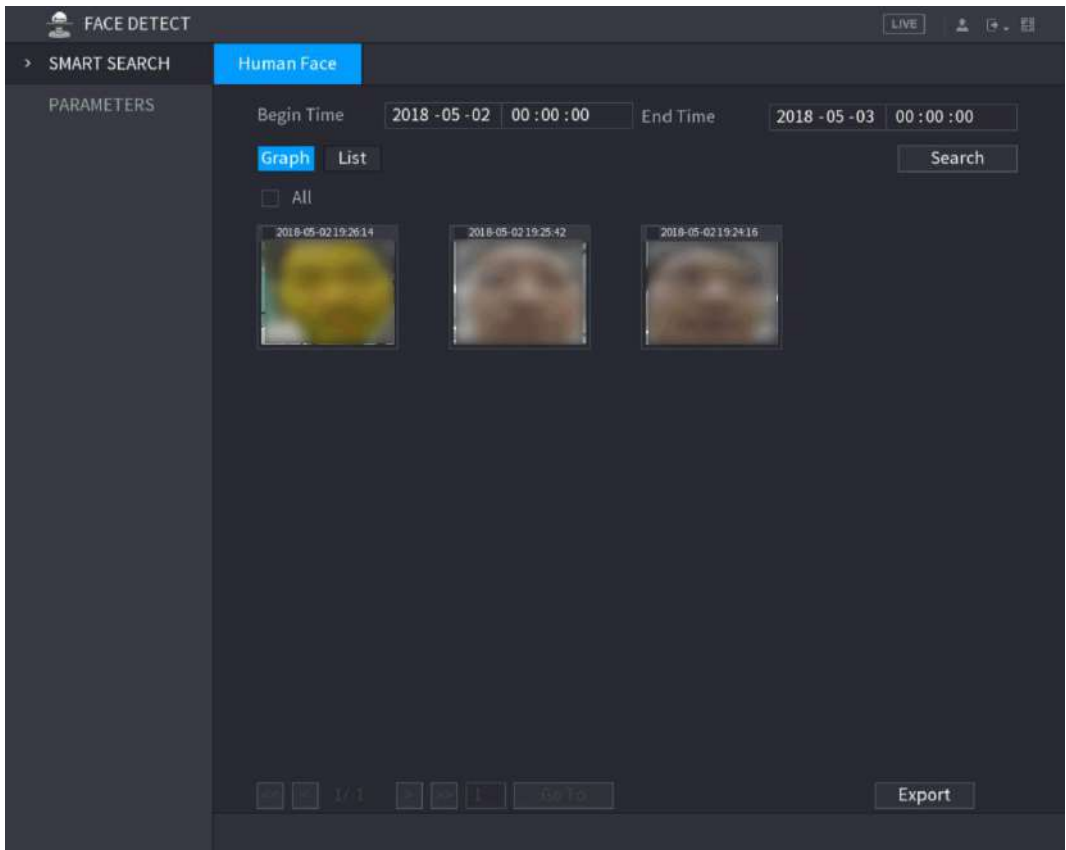 FACE DETECT LIVE
SMART SEARCH Human Face
PARAMETERS
Begin Time 2018 -05 -02 00 :00 :00 End Time 2018 -05 -03 00 :00 :00
Graph List Search
All
2018-05-02 19:26:14 2018-05-02 19:25:42 2018-05-02 19:24:16
<< < 1/ 1 > >> 1 Go To Export